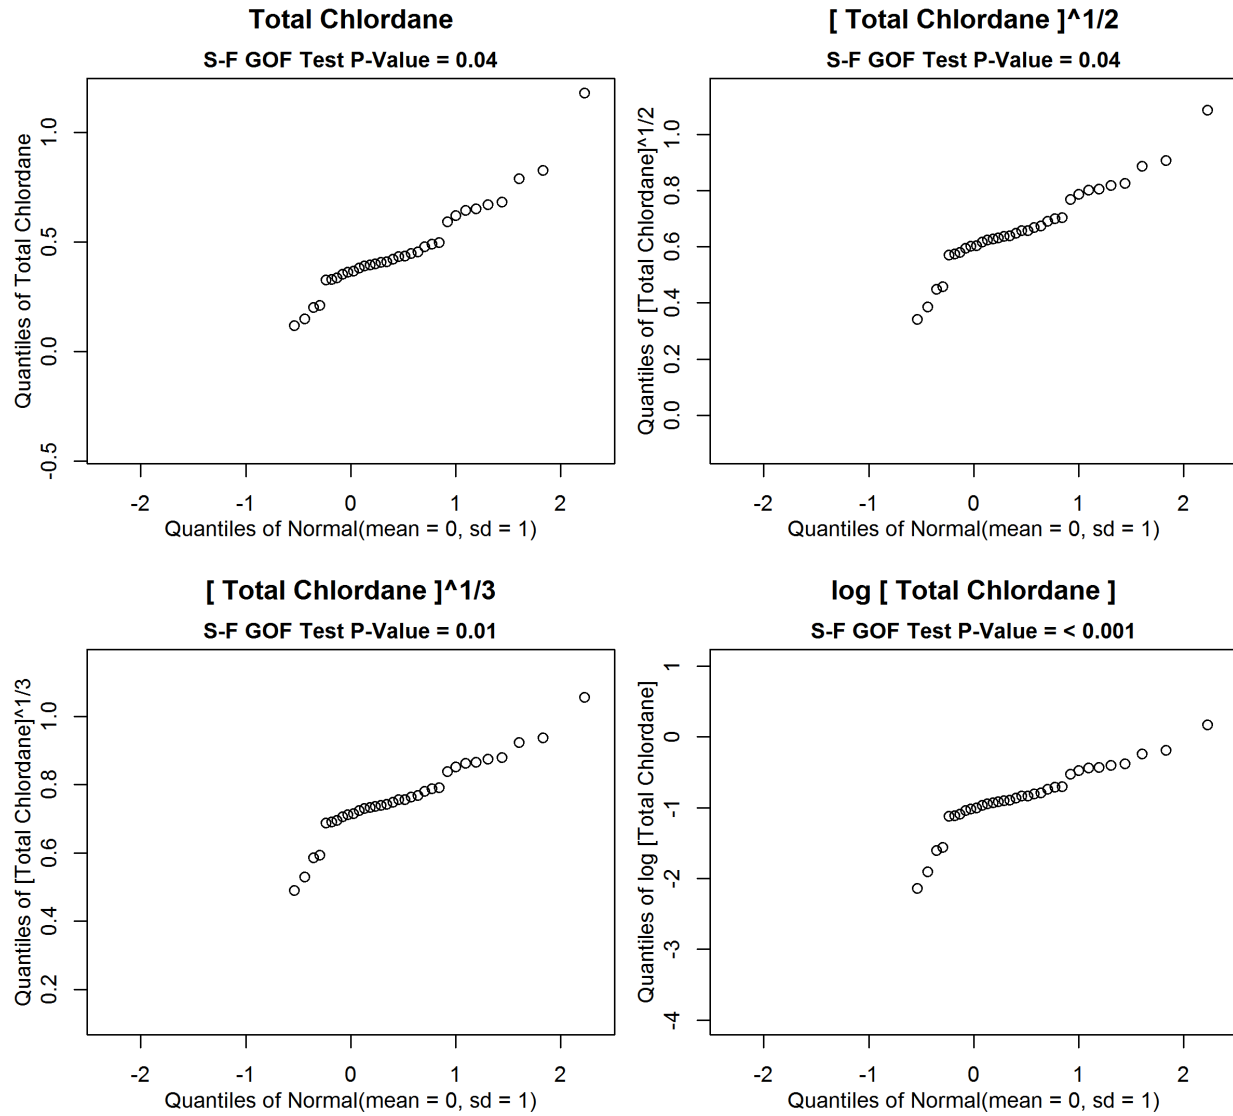 Total Chlordane
S-F GOF Test P-Value = 0.04
Quantiles of Total Chlordane
1.0
0.5
0.0
-0.5
-2 -1 0 1 2
Quantiles of Normal(mean = 0, sd = 1)
[ Total Chlordane ]^1/2
S-F GOF Test P-Value = 0.04
Quantiles of [Total Chlordane]^1/2
1.0
0.8
0.6
0.4
0.2
0.0
-2 -1 0 1 2
Quantiles of Normal(mean = 0, sd = 1)
[ Total Chlordane ]^1/3
S-F GOF Test P-Value = 0.01
Quantiles of [Total Chlordane]^1/3
1.0
0.8
0.6
0.4
0.2
-2 -1 0 1 2
Quantiles of Normal(mean = 0, sd = 1)
log [ Total Chlordane ]
S-F GOF Test P-Value = < 0.001
Quantiles of log [Total Chlordane]
1
0
-1
-2
-3
-4
-2 -1 0 1 2
Quantiles of Normal(mean = 0, sd = 1)